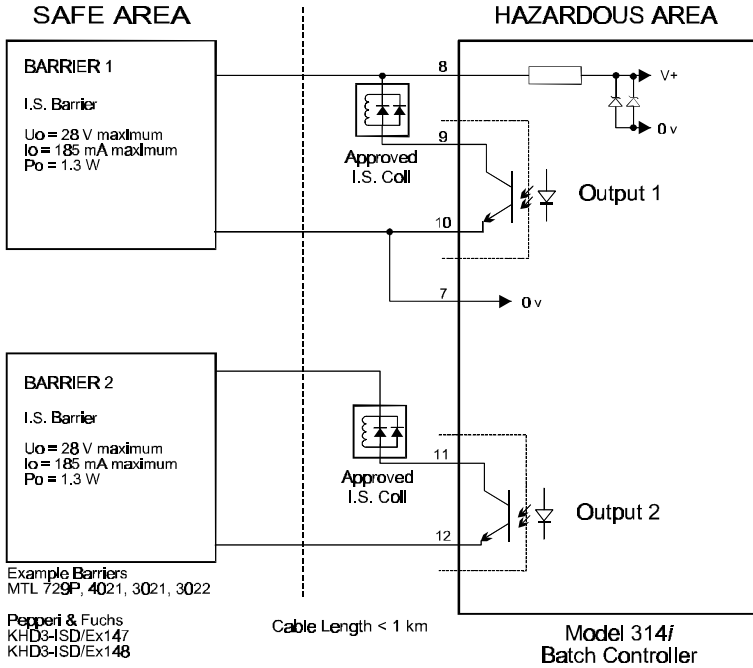 SAFE AREA
HAZARDOUS AREA
BARRIER 1
I.S. Barrier
Uo = 28 V maximum
Io = 185 mA maximum
Po = 1.3 W
8
V+
0 v
9
Approved
I.S. Coil
Output 1
10
7
0 v
BARRIER 2
I.S. Barrier
Uo = 28 V maximum
Io = 185 mA maximum
Po = 1.3 W
11
Approved
I.S. Coil
Output 2
12
Example Barriers
MTL 729P, 4021, 3021, 3022
Pepperi & Fuchs
KHD3-ISD/Ex147
KHD3-ISD/Ex148
Cable Length < 1 km
Model 314i
Batch Controller